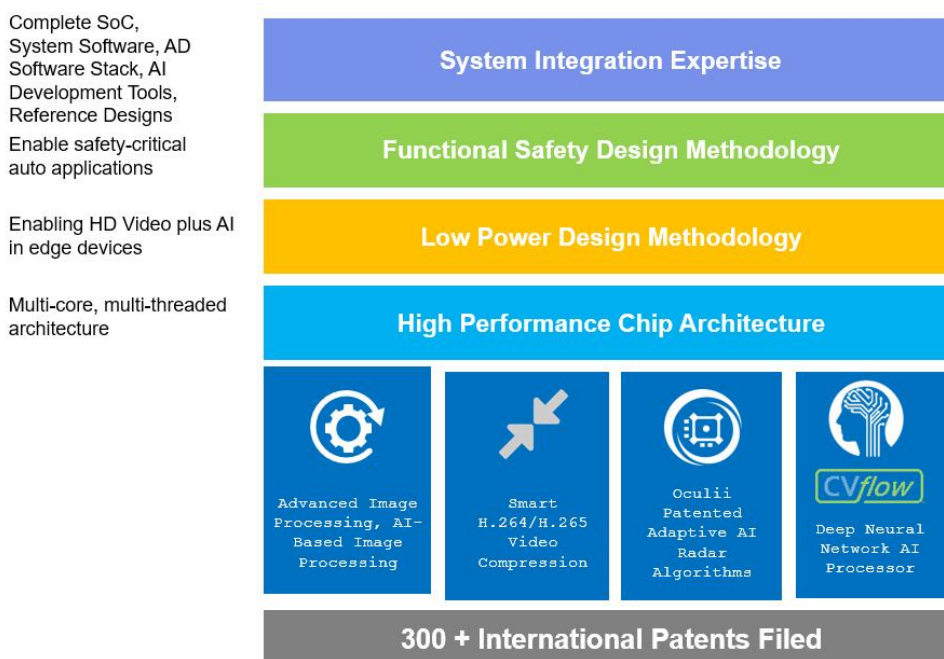 Complete SoC,
System Software, AD
Software Stack, AI
Development Tools,
Reference Designs
System Integration Expertise
Enable safety-critical
auto applications
Functional Safety Design Methodology
Enabling HD Video plus AI
in edge devices
Low Power Design Methodology
Multi-core, multi-threaded
architecture
High Performance Chip Architecture
Advanced Image
Processing, AI-
Based Image
Processing
Smart
H.264/H.265
Video
Compression
Oculii
Patented
Adaptive AI
Radar
Algorithms
CVflow
Deep Neural
Network AI
Processor
300 + International Patents Filed